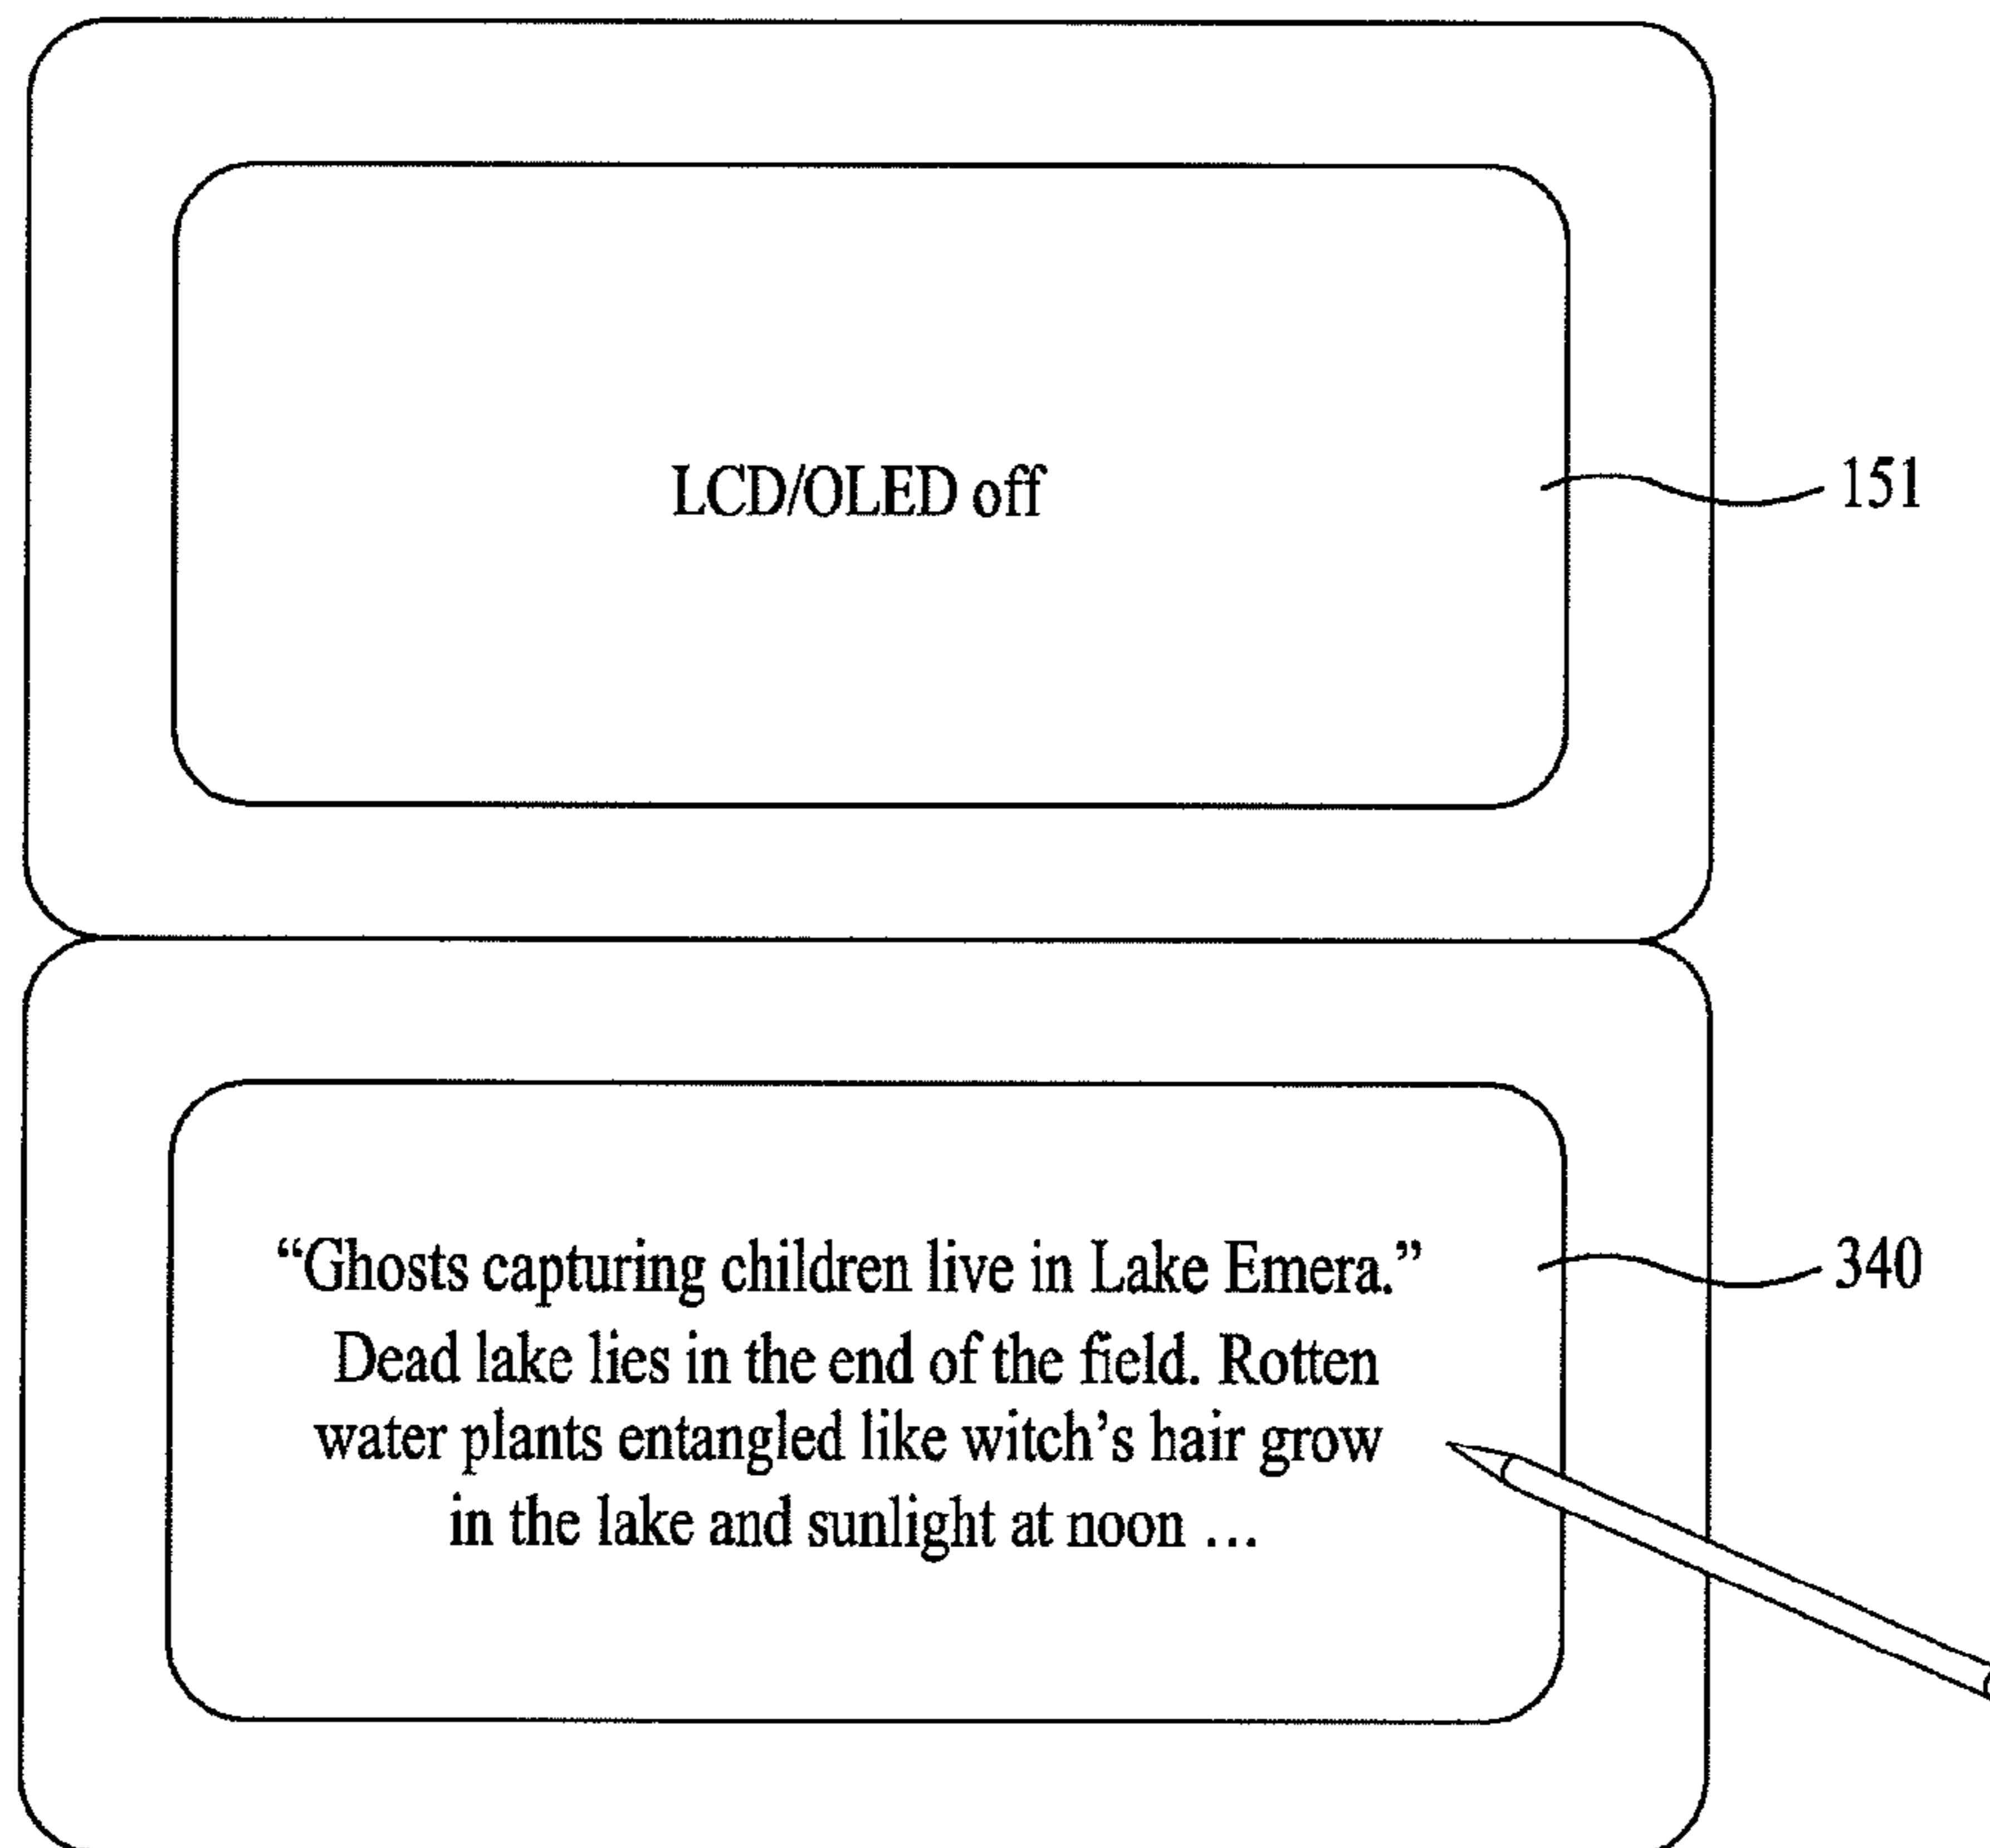 LCD/OLED off
151
“Ghosts capturing children live in Lake Emera.”
340
Dead lake lies in the end of the field. Rotten
water plants entangled like witch’s hair grow
in the lake and sunlight at noon ...